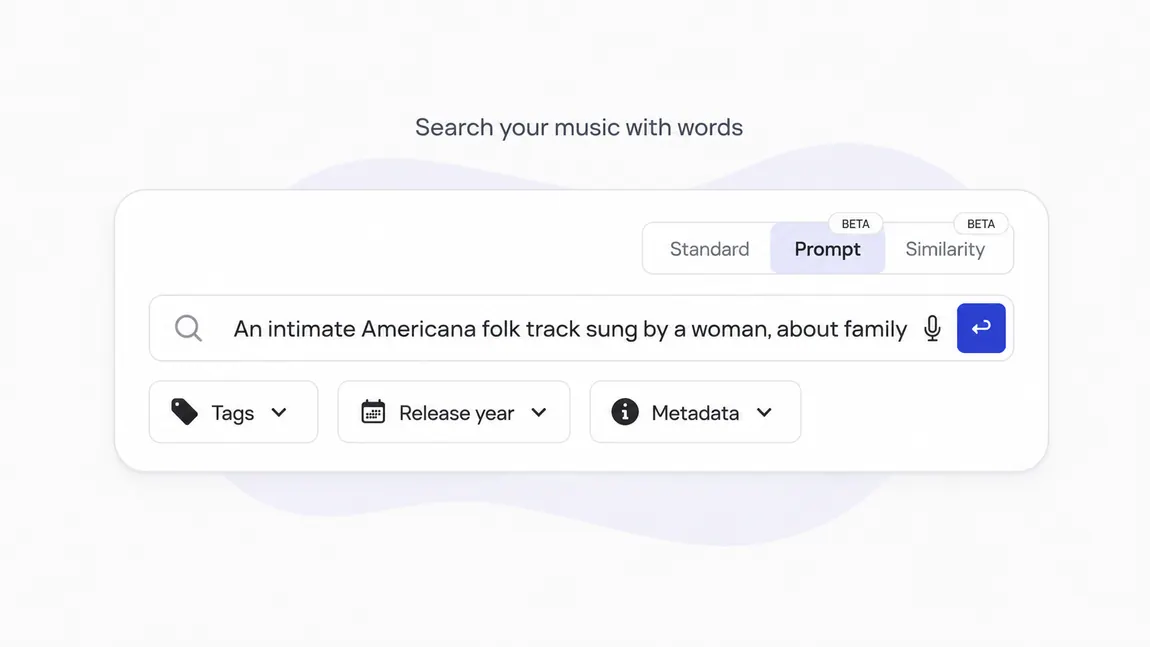 Search your music with words
BETA
BETA
Standard
Prompt
Similarity
An intimate Americana folk track sung by a woman, about family
Tags
Release year
Metadata